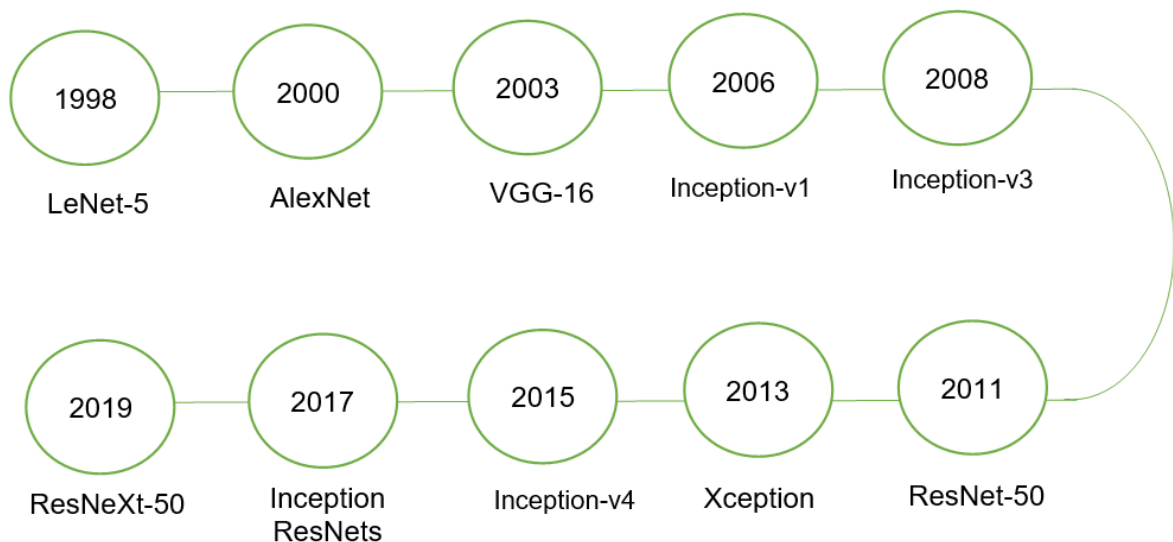 1998
2000
2003
2006
2008
LeNet-5
AlexNet
VGG-16
Inception-v1
Inception-v3
2019
2017
2015
2013
2011
ResNeXt-50
Inception
ResNets
Inception-v4
Xception
ResNet-50